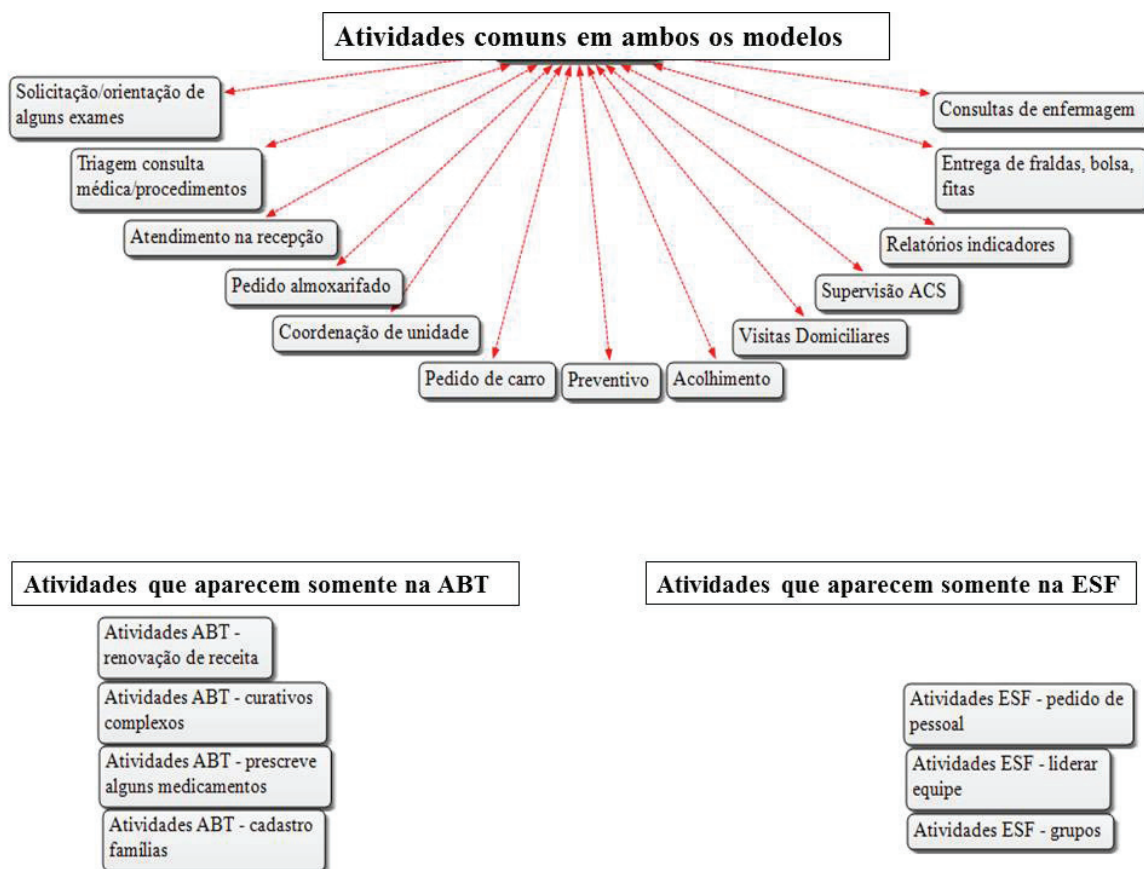 Atividades comuns em ambos os modelos
Solicitação/orientação de
alguns exames
Triagem consulta
médica/procedimentos
Atendimento na recepção
Pedido almoxarifado
Coordenação de unidade
Pedido de carro
Preventivo
Acolhimento
Visitas Domiciliares
Supervisão ACS
Relatórios indicadores
Entrega de fraldas, bolsa,
fitas
Consultas de enfermagem
Atividades que aparecem somente na ABT
Atividades ABT -
renovação de receita
Atividades ABT - curativos
complexos
Atividades ABT - prescreve
alguns medicamentos
Atividades ABT - cadastro
famílias
Atividades que aparecem somente na ESF
Atividades ESF - pedido de
pessoal
Atividades ESF - liderar
equipe
Atividades ESF - grupos